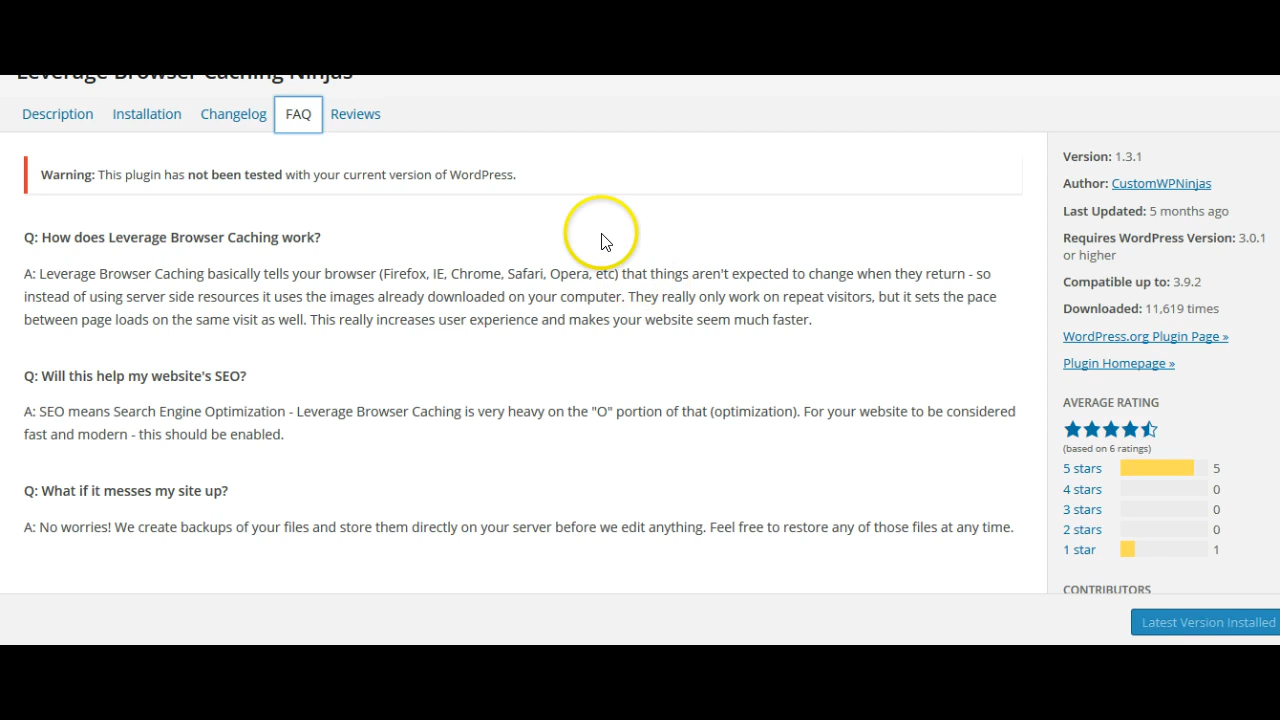 Leverage Browser Caching Ninjas
Description Installation Changelog FAQ Reviews
Warning: This plugin has not been tested with your current version of WordPress.
Q: How does Leverage Browser Caching work?
A: Leverage Browser Caching basically tells your browser (Firefox, IE, Chrome, Safari, Opera, etc) that things aren't expected to change when they return - so
instead of using server side resources it uses the images already downloaded on your computer. They really only work on repeat visitors, but it sets the pace
between page loads on the same visit as well. This really increases user experience and makes your website seem much faster.
Q: Will this help my website's SEO?
A: SEO means Search Engine Optimization - Leverage Browser Caching is very heavy on the "O" portion of that (optimization). For your website to be considered
fast and modern - this should be enabled.
Q: What if it messes my site up?
A: No worries! We create backups of your files and store them directly on your server before we edit anything. Feel free to restore any of those files at any time.
Version: 1.3.1
Author: CustomWPNinjas
Last Updated: 5 months ago
Requires WordPress Version: 3.0.1
or higher
Compatible up to: 3.9.2
Downloaded: 11,619 times
WordPress.org Plugin Page »
Plugin Homepage »
AVERAGE RATING
(based on 6 ratings)
5 stars 5
4 stars 0
3 stars 0
2 stars 0
1 star 1
CONTRIBUTORS
Latest Version Installed